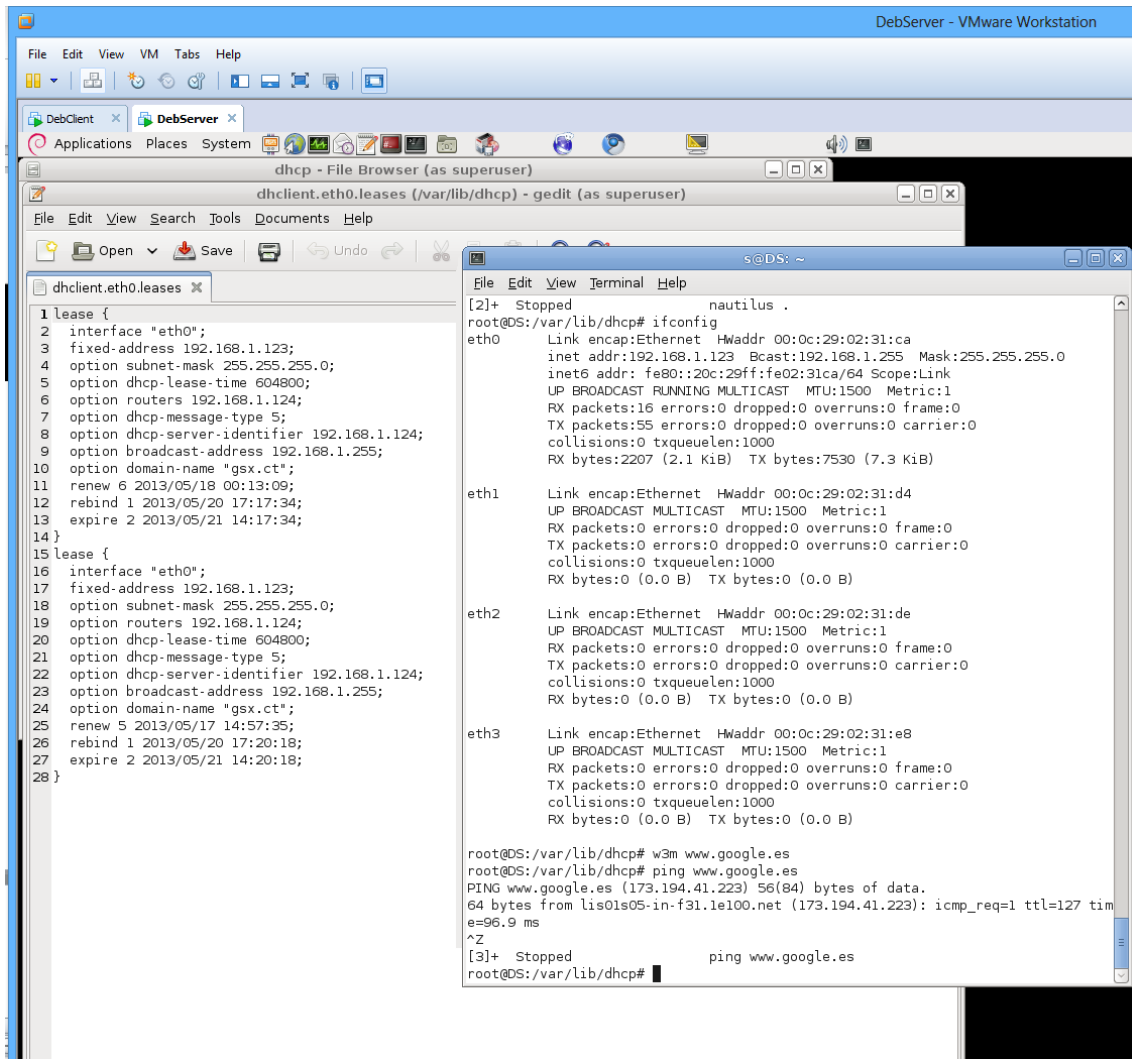 DebServer - VMware Workstation
File Edit View VM Tabs Help
DebClient DebServer
Applications Places System
dhcp - File Browser (as superuser)
dhclient.eth0.leases (/var/lib/dhcp) - gedit (as superuser)
File Edit View Search Tools Documents Help
Open Save Undo
dhclient.eth0.leases
1 lease {
2 interface "eth0";
3 fixed-address 192.168.1.123;
4 option subnet-mask 255.255.255.0;
5 option dhcp-lease-time 604800;
6 option routers 192.168.1.124;
7 option dhcp-message-type 5;
8 option dhcp-server-identifier 192.168.1.124;
9 option broadcast-address 192.168.1.255;
10 option domain-name "gsx.ct";
11 renew 6 2013/05/18 00:13:09;
12 rebind 1 2013/05/20 17:17:34;
13 expire 2 2013/05/21 14:17:34;
14 }
15 lease {
16 interface "eth0";
17 fixed-address 192.168.1.123;
18 option subnet-mask 255.255.255.0;
19 option routers 192.168.1.124;
20 option dhcp-lease-time 604800;
21 option dhcp-message-type 5;
22 option dhcp-server-identifier 192.168.1.124;
23 option broadcast-address 192.168.1.255;
24 option domain-name "gsx.ct";
25 renew 5 2013/05/17 14:57:35;
26 rebind 1 2013/05/20 17:20:18;
27 expire 2 2013/05/21 14:20:18;
28 }
s@DS: ~
File Edit View Terminal Help
[2]+ Stopped nautilus .
root@DS:/var/lib/dhcp# ifconfig
eth0 Link encap:Ethernet HWaddr 00:0c:29:02:31:ca
inet addr:192.168.1.123 Bcast:192.168.1.255 Mask:255.255.255.0
inet6 addr: fe80::20c:29ff:fe02:31ca/64 Scope:Link
UP BROADCAST RUNNING MULTICAST MTU:1500 Metric:1
RX packets:16 errors:0 dropped:0 overruns:0 frame:0
TX packets:55 errors:0 dropped:0 overruns:0 carrier:0
collisions:0 txqueuelen:1000
RX bytes:2207 (2.1 KiB) TX bytes:7530 (7.3 KiB)
eth1 Link encap:Ethernet HWaddr 00:0c:29:02:31:d4
UP BROADCAST MULTICAST MTU:1500 Metric:1
RX packets:0 errors:0 dropped:0 overruns:0 frame:0
TX packets:0 errors:0 dropped:0 overruns:0 carrier:0
collisions:0 txqueuelen:1000
RX bytes:0 (0.0 B) TX bytes:0 (0.0 B)
eth2 Link encap:Ethernet HWaddr 00:0c:29:02:31:de
UP BROADCAST MULTICAST MTU:1500 Metric:1
RX packets:0 errors:0 dropped:0 overruns:0 frame:0
TX packets:0 errors:0 dropped:0 overruns:0 carrier:0
collisions:0 txqueuelen:1000
RX bytes:0 (0.0 B) TX bytes:0 (0.0 B)
eth3 Link encap:Ethernet HWaddr 00:0c:29:02:31:e8
UP BROADCAST MULTICAST MTU:1500 Metric:1
RX packets:0 errors:0 dropped:0 overruns:0 frame:0
TX packets:0 errors:0 dropped:0 overruns:0 carrier:0
collisions:0 txqueuelen:1000
RX bytes:0 (0.0 B) TX bytes:0 (0.0 B)
root@DS:/var/lib/dhcp# w3m www.google.es
root@DS:/var/lib/dhcp# ping www.google.es
PING www.google.es (173.194.41.223) 56(84) bytes of data.
64 bytes from lis01s05-in-f31.1e100.net (173.194.41.223): icmp_req=1 ttl=127 tim
e=96.9 ms
^Z
[3]+ Stopped ping www.google.es
root@DS:/var/lib/dhcp#